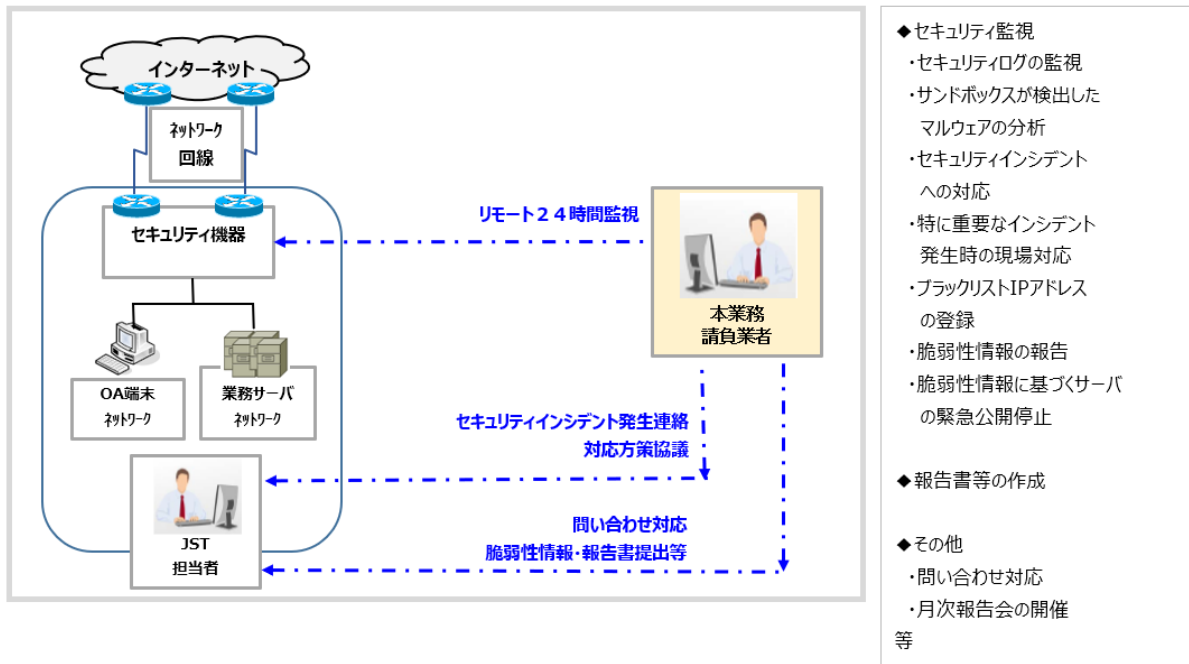 インターネット
ネットワーク
回線
セキュリティ機器
リモート２４時間監視
本業務
請負業者
OA端末
ネットワーク
業務サーバ
ネットワーク
セキュリティインシデント発生連絡
対応方策協議
JST
担当者
問い合わせ対応
脆弱性情報・報告書提出等
◆セキュリティ監視
・セキュリティログの監視
・サンドボックスが検出した
マルウェアの分析
・セキュリティインシデント
への対応
・特に重要なインシデント
発生時の現場対応
・ブラックリストIPアドレス
の登録
・脆弱性情報の報告
・脆弱性情報に基づくサーバ
の緊急公開停止
◆報告書等の作成
◆その他
・問い合わせ対応
・月次報告会の開催
等